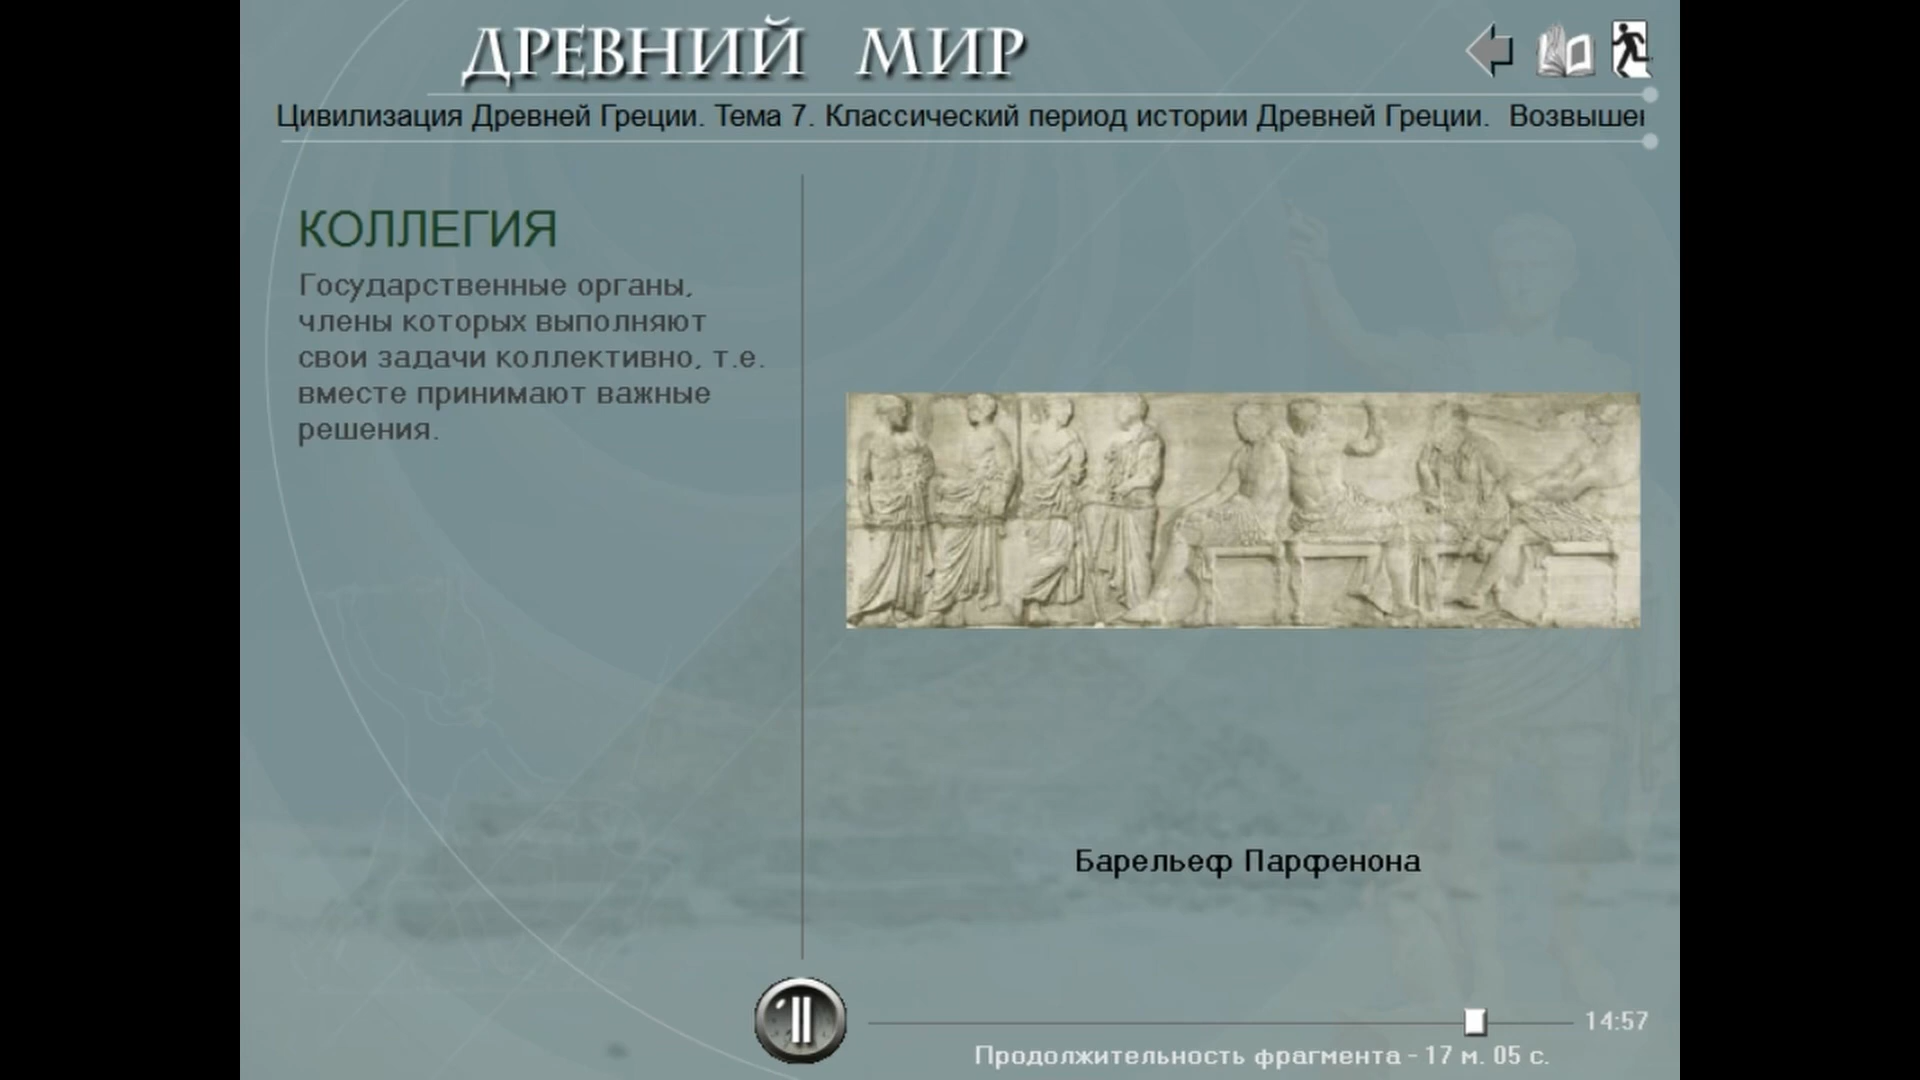 ДРЕВНИЙ МИР
Цивилизация Древней Греции. Тема 7. Классический период истории Древней Греции. Возвышен
КОЛЛЕГИЯ
Государственные органы,
члены которых выполняют
свои задачи коллективно, т.е.
вместе принимают важные
решения.
Барельеф Парфенона
14:57
Продолжительность фрагмента - 17 м. 05 с.